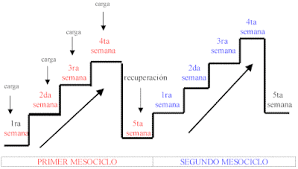 carga
4ta
semana
carga
3ra
semana
carga
2da
semana
carga
1ra
semana
recuperación
5ta
semana
1ra
semana
2da
semana
3ra
semana
4ta
semana
5ta
semana
PRIMER MESOCICLO
SEGUNDO MESOCICLO